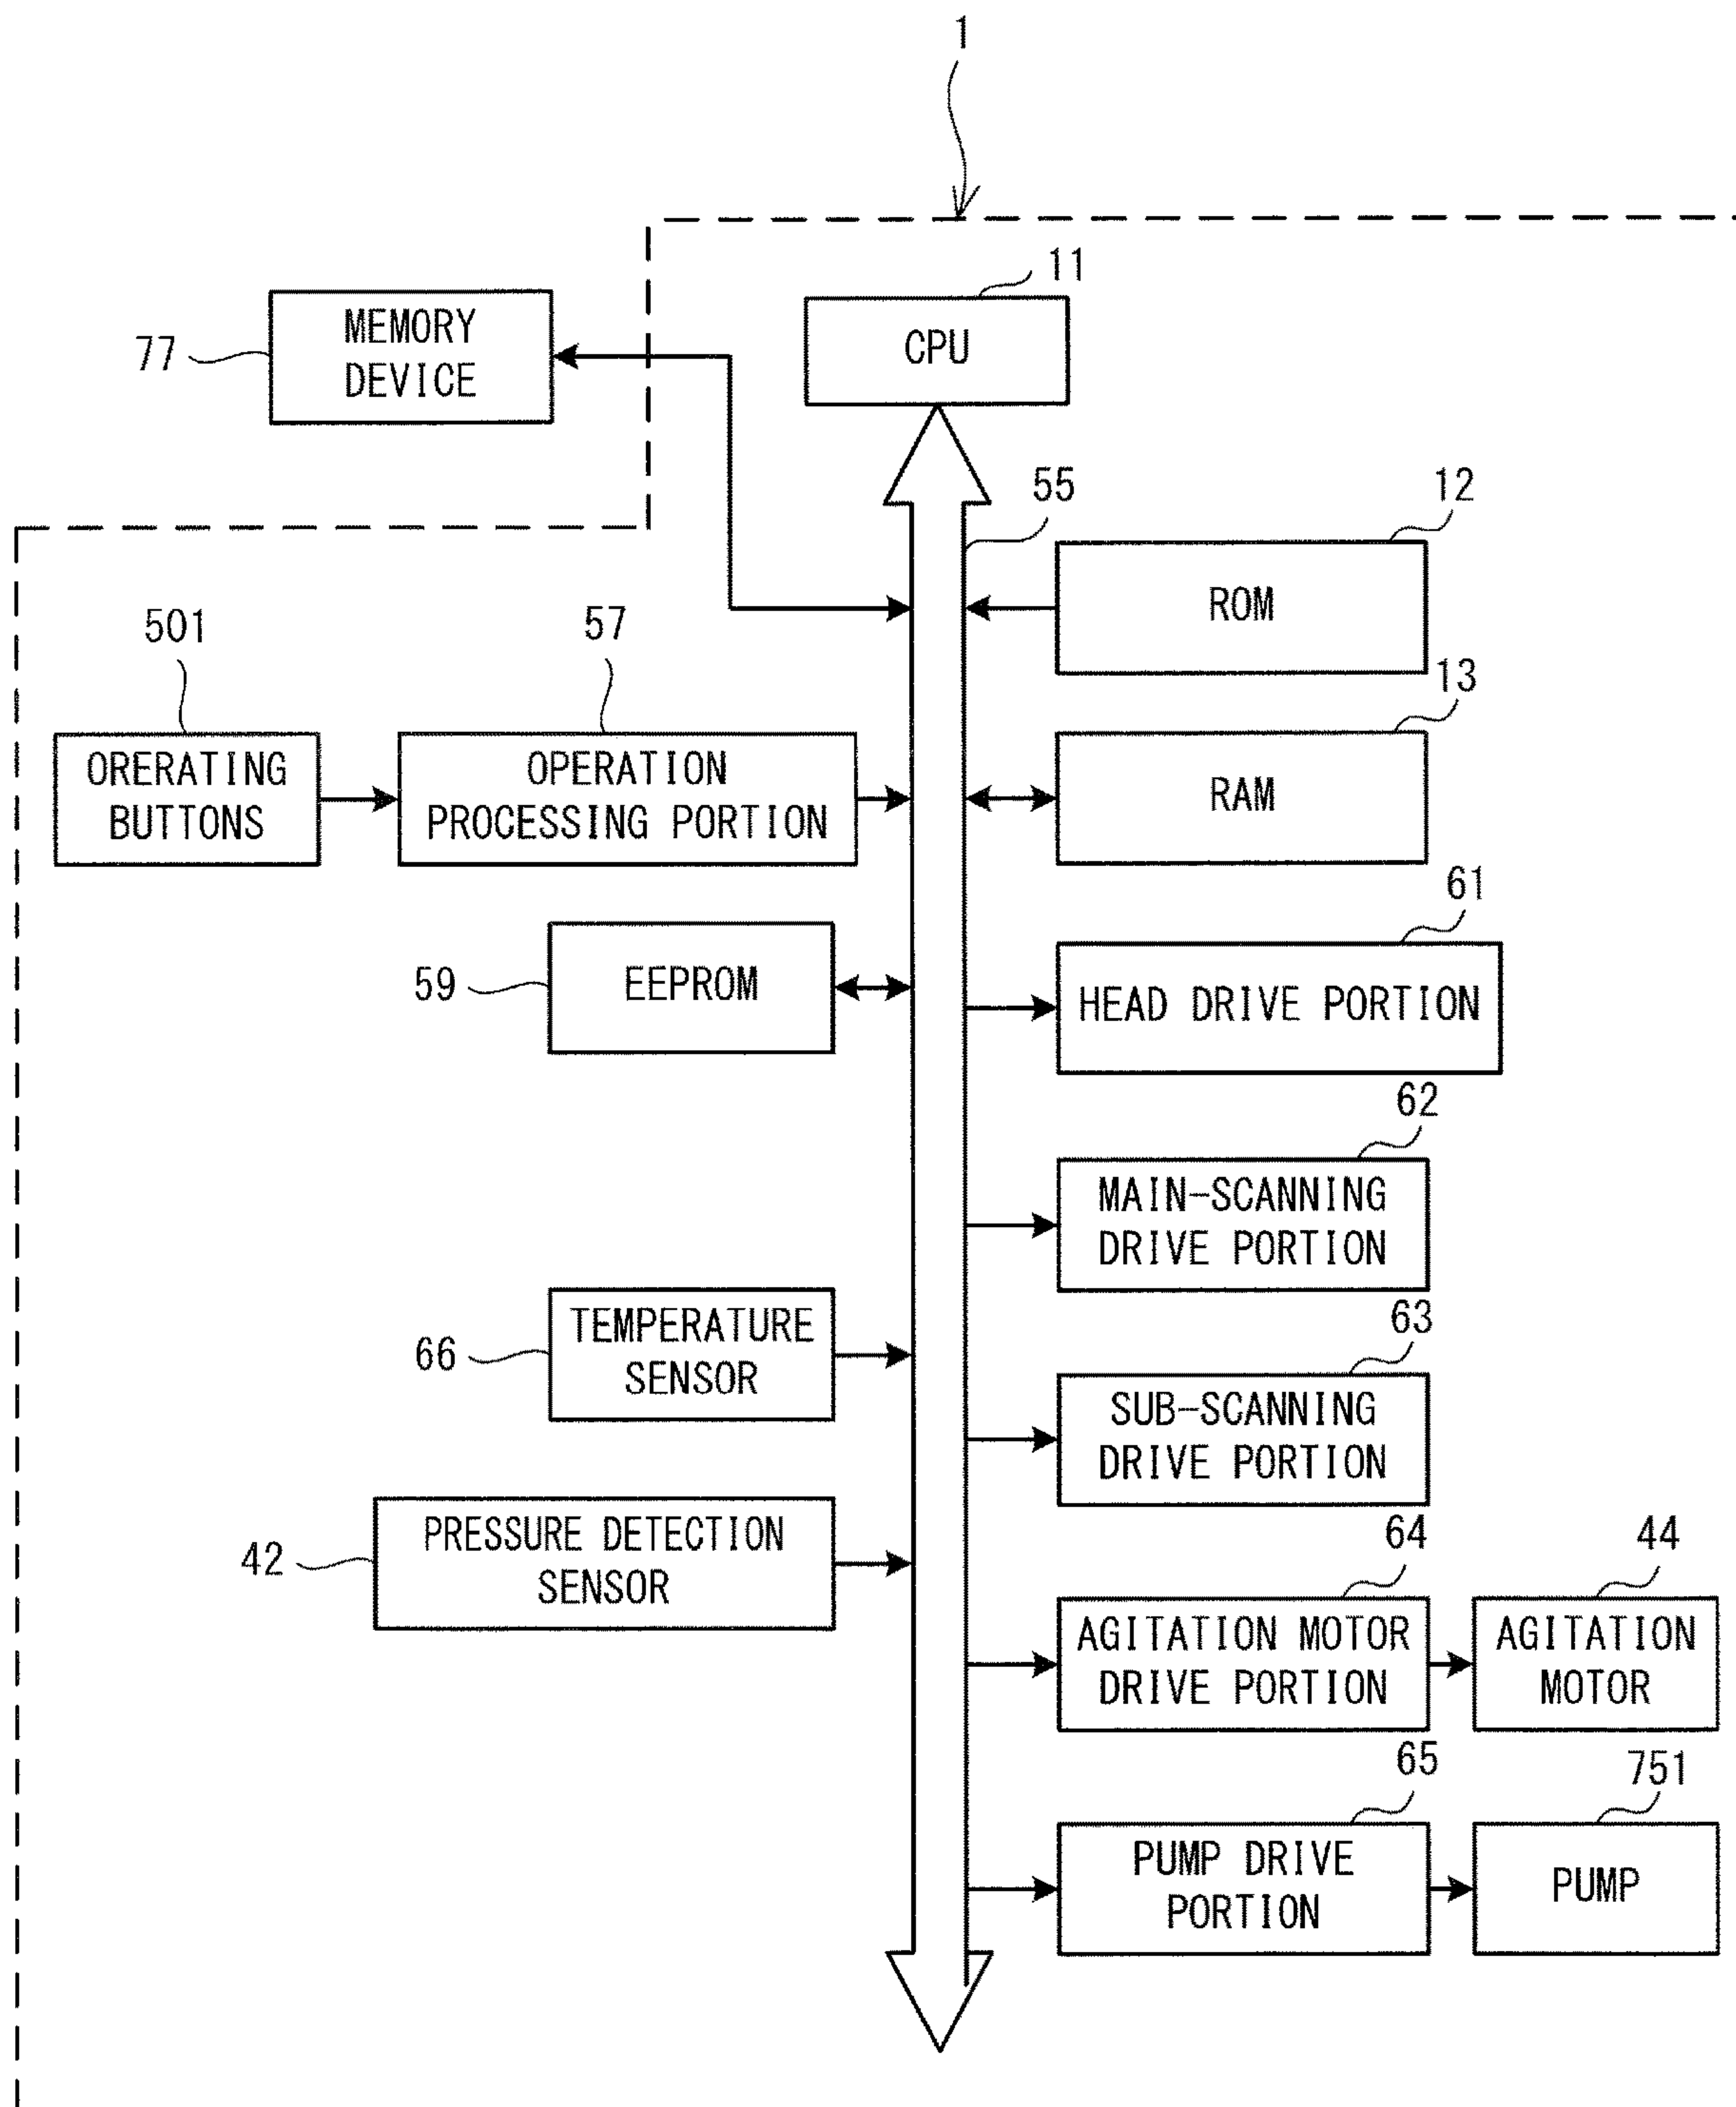 1
11
CPU
MEMORY
DEVICE
77
55
12
ROM
501
57
13
ORERATING
BUTTONS
OPERATION
PROCESSING PORTION
RAM
61
59
EEPROM
HEAD DRIVE PORTION
62
MAIN-SCANNING
DRIVE PORTION
63
66
TEMPERATURE
SENSOR
SUB-SCANNING
DRIVE PORTION
42
PRESSURE DETECTION
SENSOR
64
44
AGITATION MOTOR
DRIVE PORTION
AGITATION
MOTOR
65
751
PUMP DRIVE
PORTION
PUMP